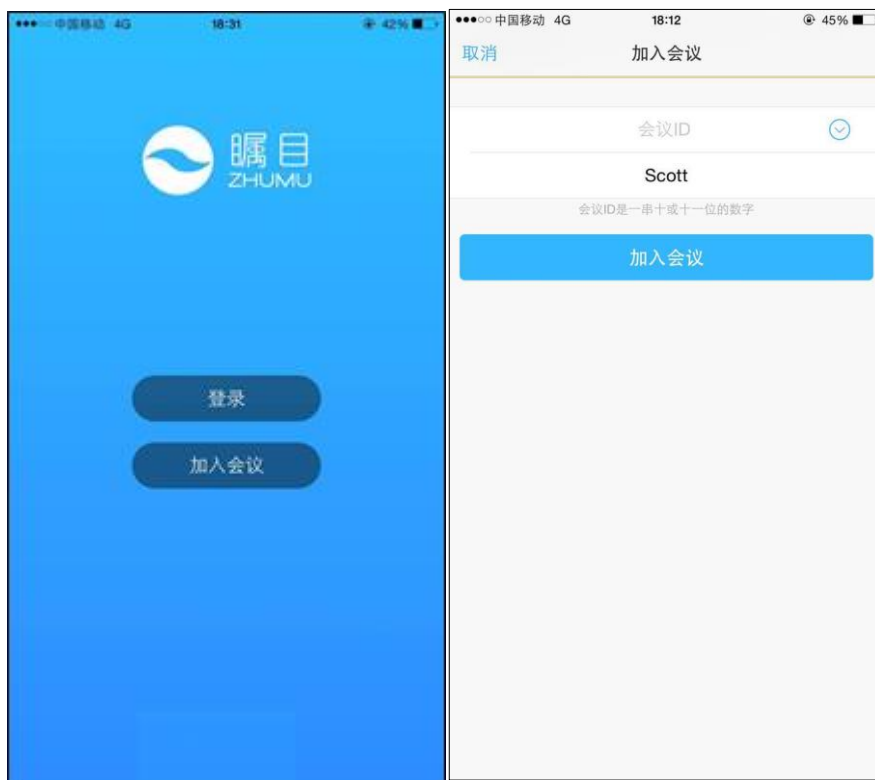 中国移动 4G 18:31 42%
瞩目
ZHUMU
登录
加入会议
中国移动 4G 18:12 45%
取消 加入会议
会议ID
Scott
会议ID是一串十或十一位的数字
加入会议